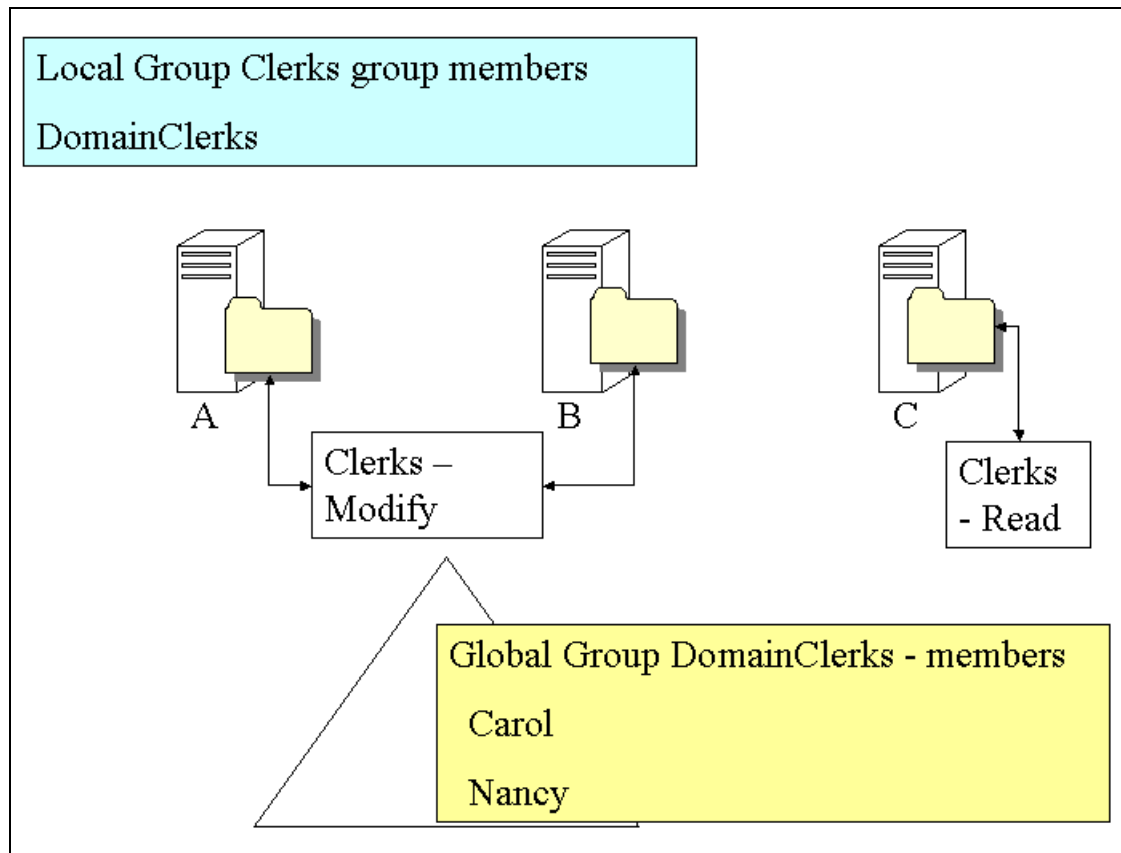 Local Group Clerks group members
DomainClerks
A
B
C
Clerks –
Modify
Clerks
- Read
Global Group DomainClerks - members
Carol
Nancy